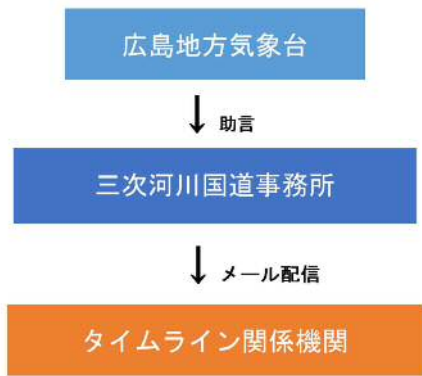 広島地方気象台
助言
三次河川国道事務所
メール配信
タイムライン関係機関